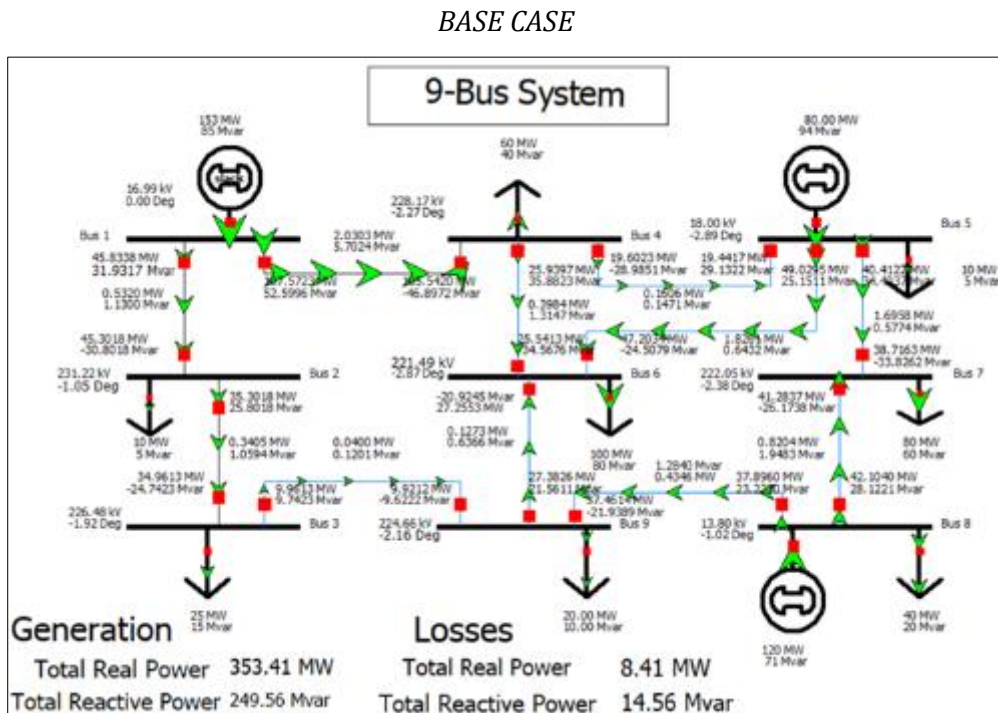 BASE CASE
9-Bus System
153 MW
85 Mvar
slack
16.99 kV
0.00 Deg
Bus 1
60 MW
40 Mvar
228.17 kV
-2.27 Deg
Bus 4
80.00 MW
94 Mvar
18.00 kV
-2.89 Deg
Bus 5
45.8338 MW
31.9317 Mvar
2.0303 MW
5.7024 Mvar
52.5996 Mvar
-46.8972 Mvar
25.9397 MW
35.8823 Mvar
19.6023 MW
-28.9851 Mvar
19.4417 MW
29.1322 Mvar
49.0295 MW
25.1511 Mvar
10 MW
5 Mvar
0.5320 MW
1.1300 Mvar
0.3984 MW
1.3147 Mvar
0.1606 MW
0.1471 Mvar
1.6958 MW
0.5774 Mvar
45.3018 MW
-30.8018 Mvar
-24.5079 Mvar
0.6432 Mvar
38.7163 MW
-33.8262 Mvar
231.22 kV
-1.05 Deg
Bus 2
221.49 kV
-2.87 Deg
Bus 6
222.05 kV
-2.38 Deg
Bus 7
35.3018 MW
25.8018 Mvar
-20.9245 MW
27.2553 Mvar
41.2837 MW
-26.1738 Mvar
10 MW
5 Mvar
0.3405 MW
1.0594 Mvar
0.0400 MW
0.1201 Mvar
0.1273 MW
0.6366 Mvar
100 MW
80 Mvar
0.8204 MW
1.9483 Mvar
80 MW
60 Mvar
34.9613 MW
-24.7423 Mvar
9.9613 MW
9.7423 Mvar
9.9212 MW
-9.6222 Mvar
27.3826 MW
21.5611 Mvar
1.2840 MW
0.4346 Mvar
37.8960 MW
42.1040 MW
28.1221 Mvar
-21.9389 Mvar
226.48 kV
-1.92 Deg
Bus 3
224.66 kV
-2.16 Deg
Bus 9
13.80 kV
-1.02 Deg
Bus 8
25 MW
15 Mvar
20.00 MW
10.00 Mvar
120 MW
71 Mvar
40 MW
20 Mvar
Generation
Total Real Power 353.41 MW
Total Reactive Power 249.56 Mvar
Losses
Total Real Power 8.41 MW
Total Reactive Power 14.56 Mvar